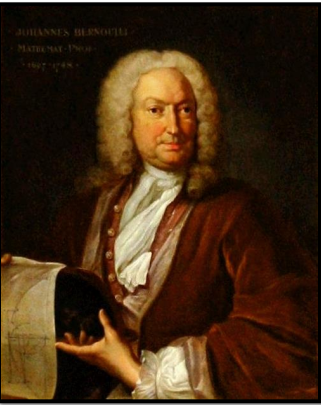 JOHANNES BERNOULLI
MATHEMAT · PROF ·
· 1667 · 1748 ·